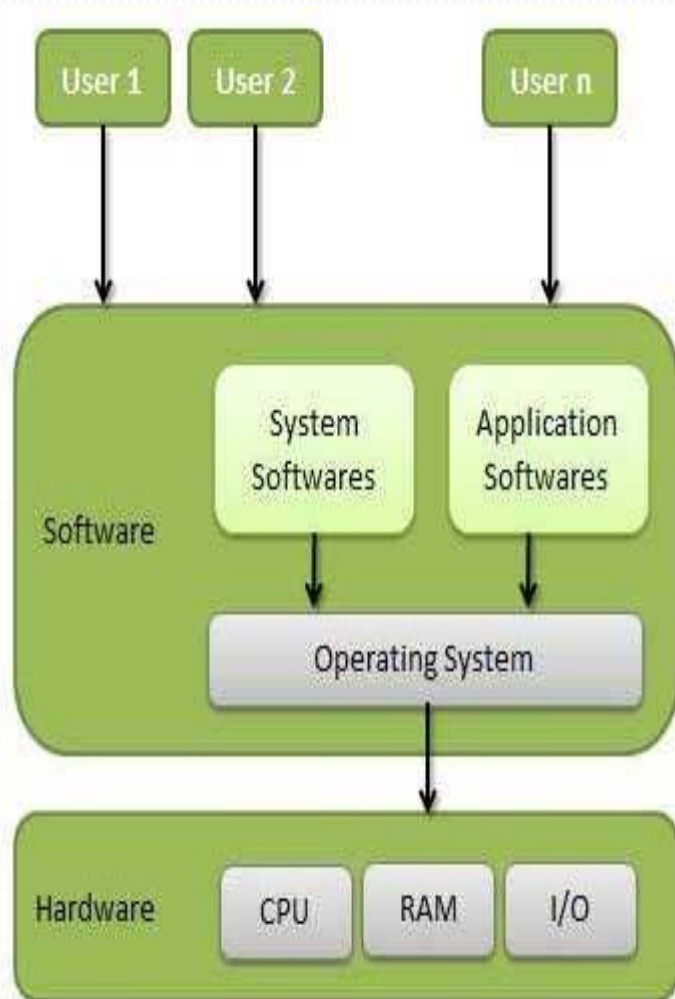 User 1
User 2
User n
System
Softwares
Application
Softwares
Software
Operating System
Hardware
CPU
RAM
I/O